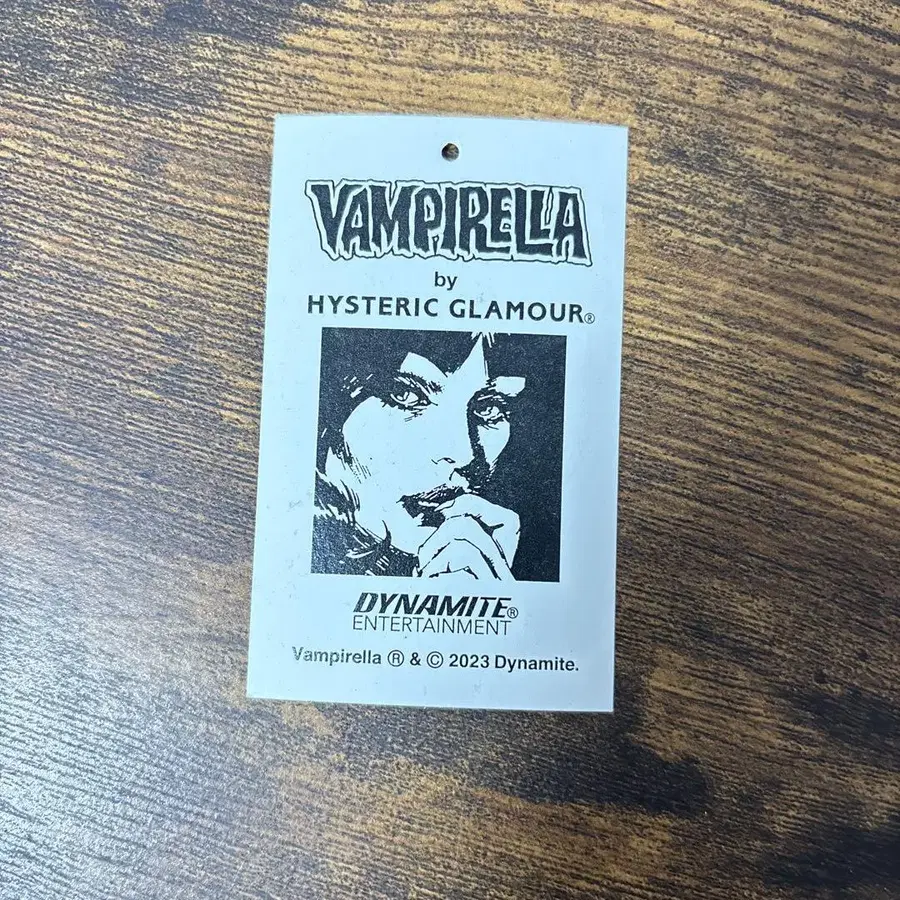 VAMPIRELLA
by
HYSTERIC GLAMOUR®
DYNAMITE®
ENTERTAINMENT
Vampirella ® & © 2023 Dynamite.